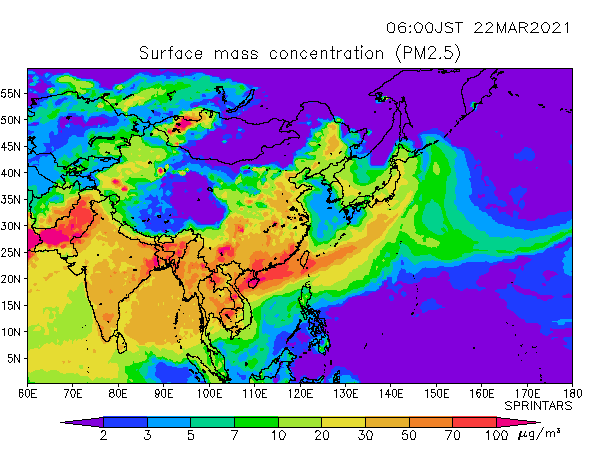 06:00JST 22MAR2021
Surface mass concentration (PM2.5)
55N
50N
45N
40N
35N
30N
25N
20N
15N
10N
5N
60E 70E 80E 90E 100E 110E 120E 130E 140E 150E 160E 170E 180
SPRINTARS
2 3 5 7 10 20 30 50 70 100 μg/m³